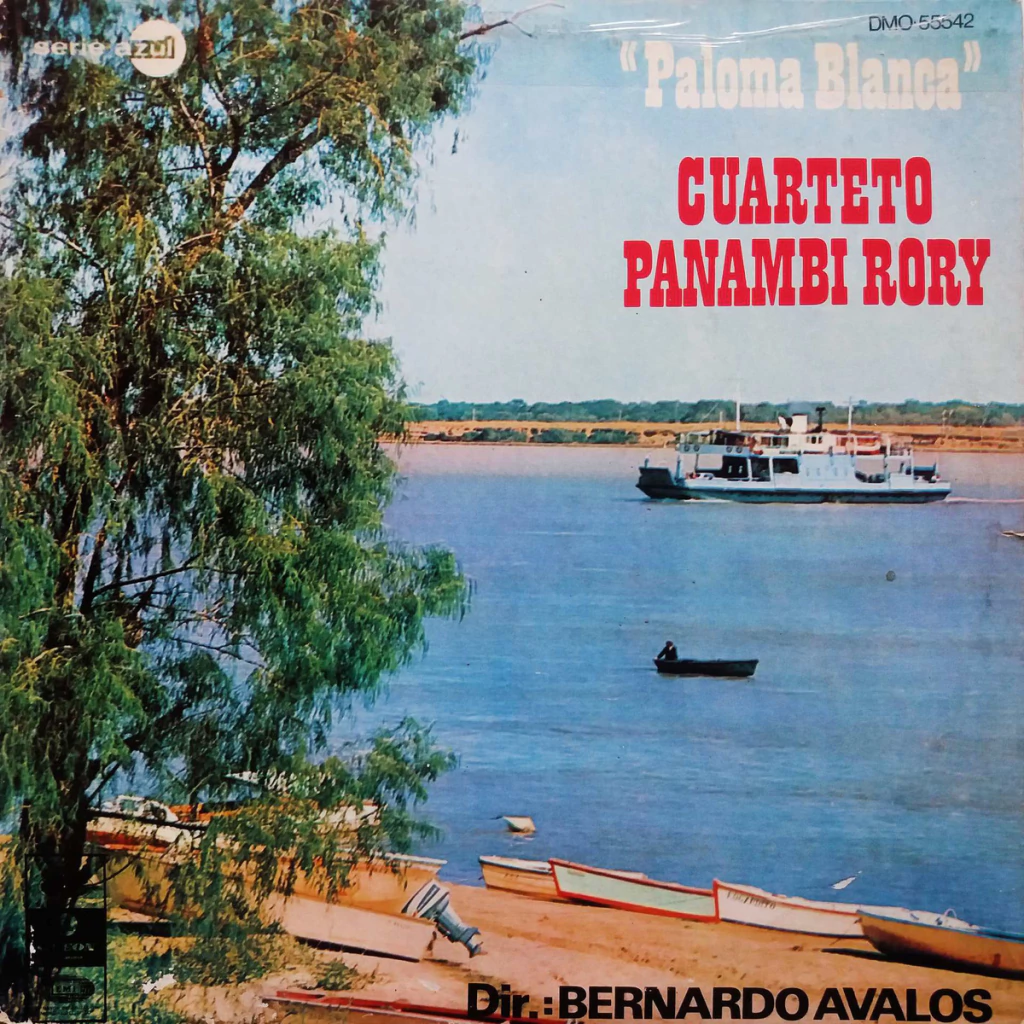 serie azul
DMO-55542
"Paloma Blanca"
CUARTETO
PANAMBI RORY
Dir.: BERNARDO AVALOS